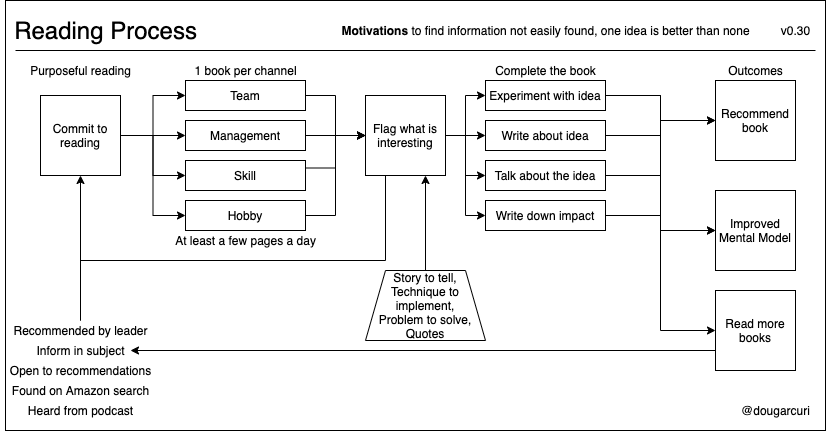 Reading Process
Motivations to find information not easily found, one idea is better than none
v0.30
Purposeful reading
1 book per channel
Complete the book
Outcomes
Commit to
reading
Team
Management
Skill
Hobby
At least a few pages a day
Flag what is
interesting
Experiment with idea
Write about idea
Talk about the idea
Write down impact
Recommend
book
Improved
Mental Model
Read more
books
Story to tell,
Technique to
implement,
Problem to solve,
Quotes
Recommended by leader
Inform in subject
Open to recommendations
Found on Amazon search
Heard from podcast
@dougarcuri